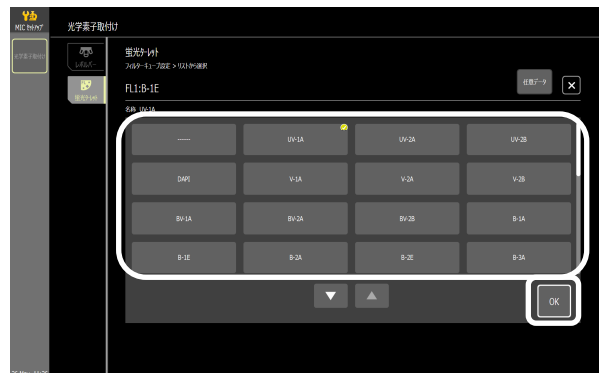 MIC セットアップ
光学素子取付け
光学素子取付け
レボルバー
蛍光ターレット
蛍光ターレット
フィルターキューブ設定 > リストから選択
FL1:B-1E
任意データ
名称 UV-1A
-----
UV-1A
UV-2A
UV-2B
DAPI
V-1A
V-2A
V-2B
BV-1A
BV-2A
BV-2B
B-1A
B-1E
B-2A
B-2E
B-3A
OK